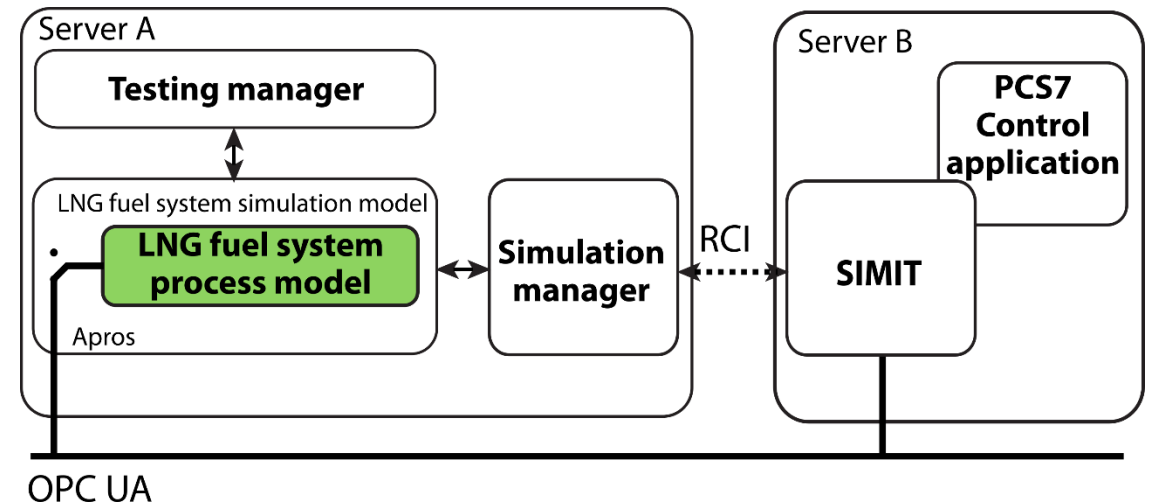 Server A
Testing manager
LNG fuel system simulation model
LNG fuel system
process model
Apros
Simulation
manager
RCI
Server B
PCS7
Control
application
SIMIT
OPC UA